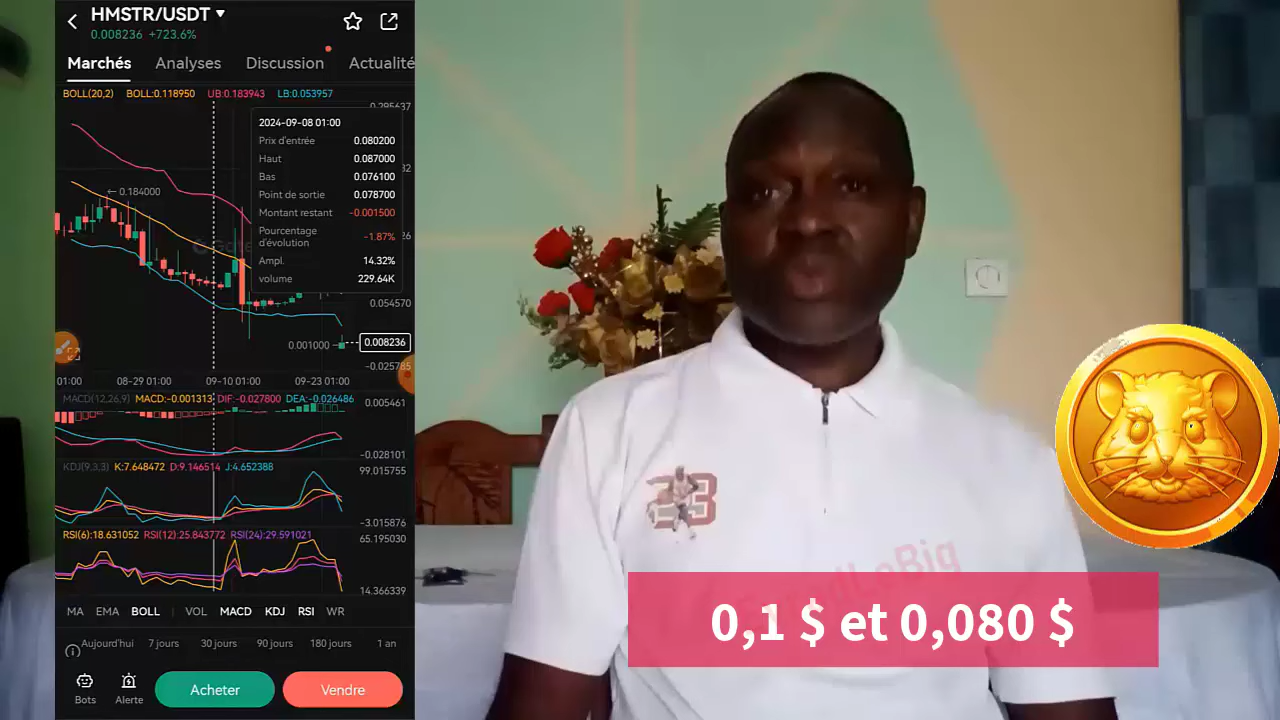 HMSTR/USDT
0.008236 +723.6%
Marchés Analyses Discussion Actualité
BOLL(20,2) BOLL:0.118950 UB:0.183943 LB:0.053957
0.295637
2024-09-08 01:00
Prix d'entrée 0.080200
Haut 0.087000
Bas 0.076100
Point de sortie 0.078700
Montant restant -0.001500
Pourcentage
d'évolution -1.87%
Ampl. 14.32%
volume 229.64K
← 0.184000
0.054570
0.008236
0.001000
-0.025785
01:00 08-29 01:00 09-10 01:00 09-23 01:00
MACD(12,26,9) MACD:-0.001313 DIF:-0.027800 DEA:-0.026486
0.005461
-0.028101
KDJ(9,3,3) K:7.648472 D:9.146514 J:4.652388
99.015755
-3.015876
RSI(6):18.631052 RSI(12):25.843772 RSI(24):29.591021
65.195030
14.366339
MA EMA BOLL VOL MACD KDJ RSI WR
Aujourd'hui 7 jours 30 jours 90 jours 180 jours 1 an
Bots Alerte Acheter Vendre
23
0,1 $ et 0,080 $